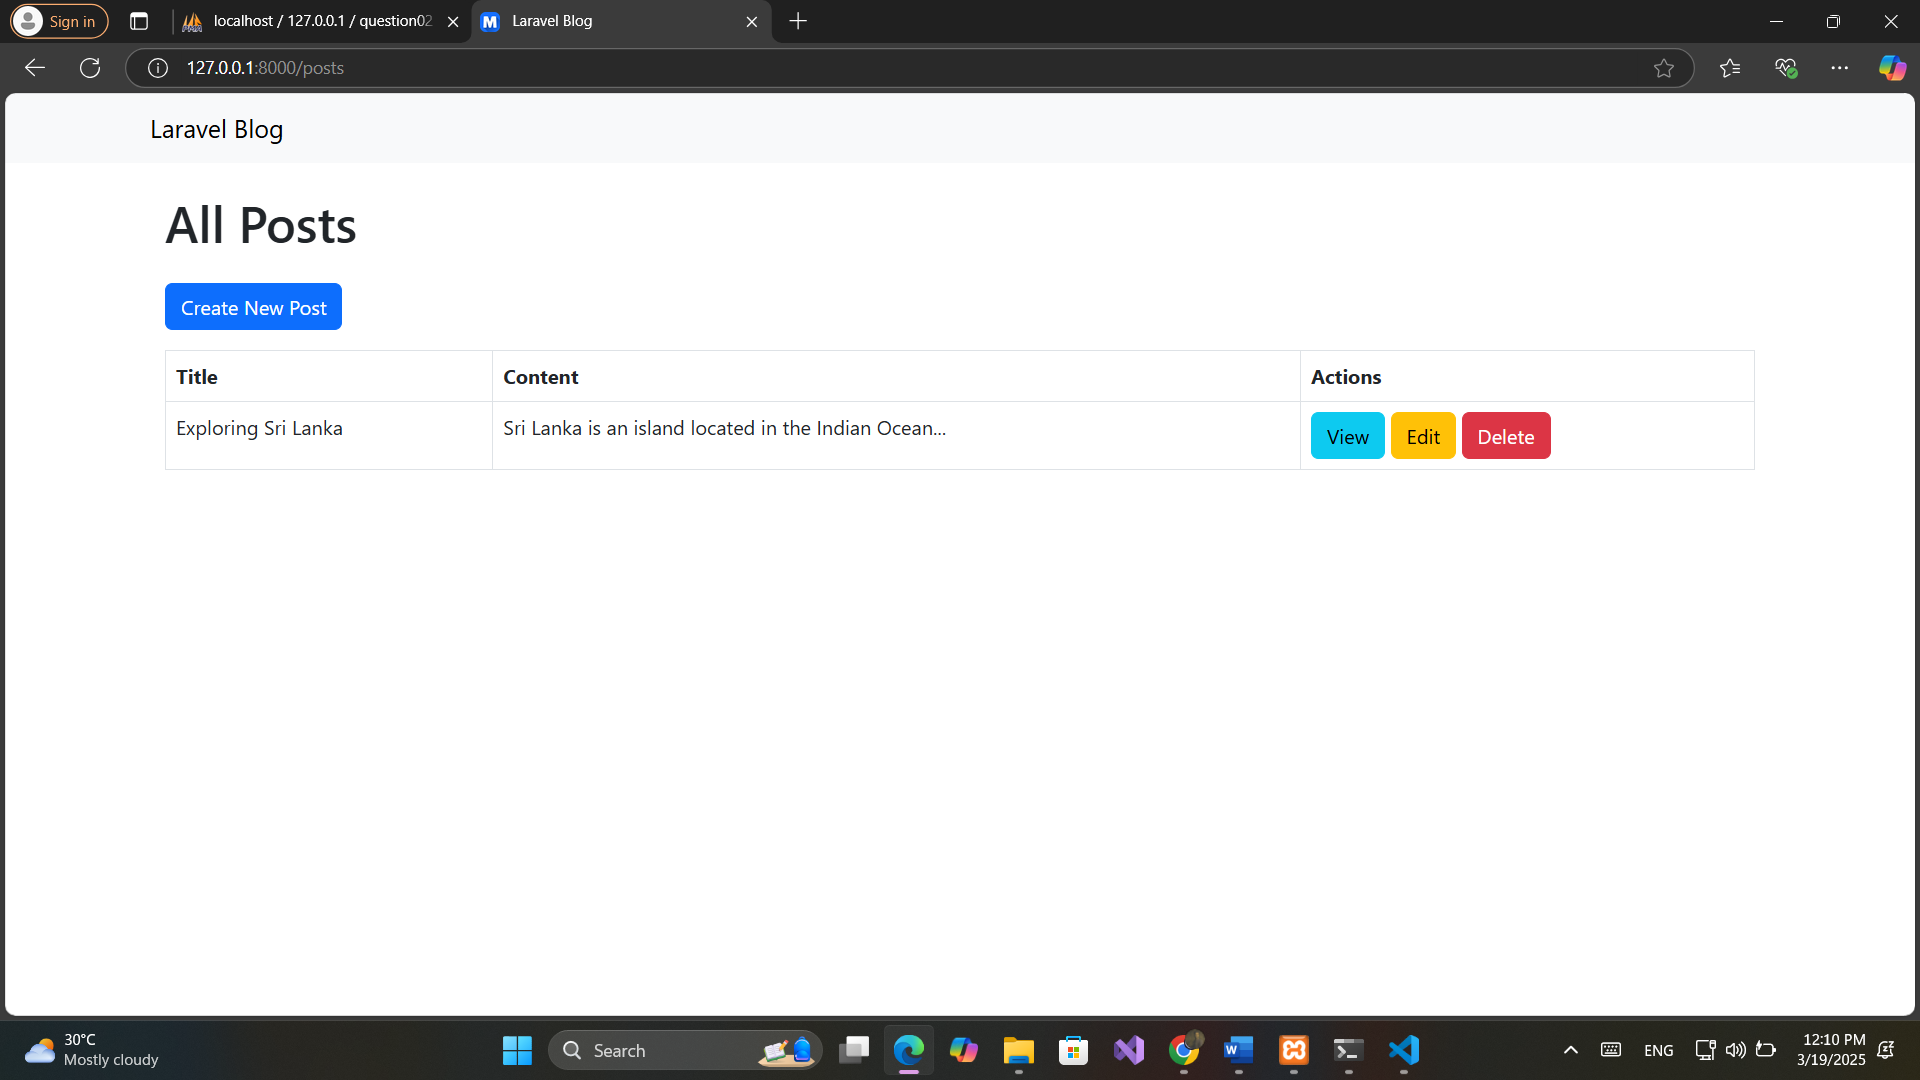 Sign in
localhost / 127.0.0.1 / question02
Laravel Blog
127.0.0.1:8000/posts
Laravel Blog
All Posts
Create New Post
Title Content Actions
Exploring Sri Lanka Sri Lanka is an island located in the Indian Ocean... View Edit Delete
30°C
Mostly cloudy
Search
ENG
12:10 PM
3/19/2025